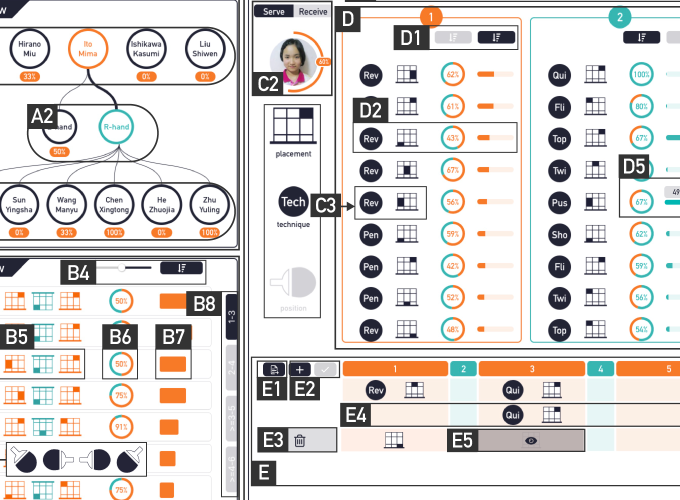 W
Hirano Miu
33%
Ito Mima
Ishikawa Kasumi
0%
Liu Shiwen
0%
A2
and
50%
R-hand
Sun Yingsha
0%
Wang Manyu
33%
Chen Xingtong
100%
He Zhuojia
0%
Zhu Yuling
100%
W
B4
B8
50%
1-3
2-4
>=3-5
>=4-6
B5
B6
B7
50%
75%
91%
75%
Serve Receive
C2
60%
placement
Tech
technique
C3
position
D
1
D1
Rev 62%
61%
D2
Rev 43%
Rev 67%
Rev 56%
Pen 59%
Pen 42%
Pen 52%
Rev 48%
2
Qui 100%
Fli 80%
Top 67%
Twi
D5
49
Pus 67%
Sho 62%
Fli 59%
Twi 56%
Top 54%
1 2 3 4 5
E1 E2
Rev Qui
E4
Qui
E3
E5
E